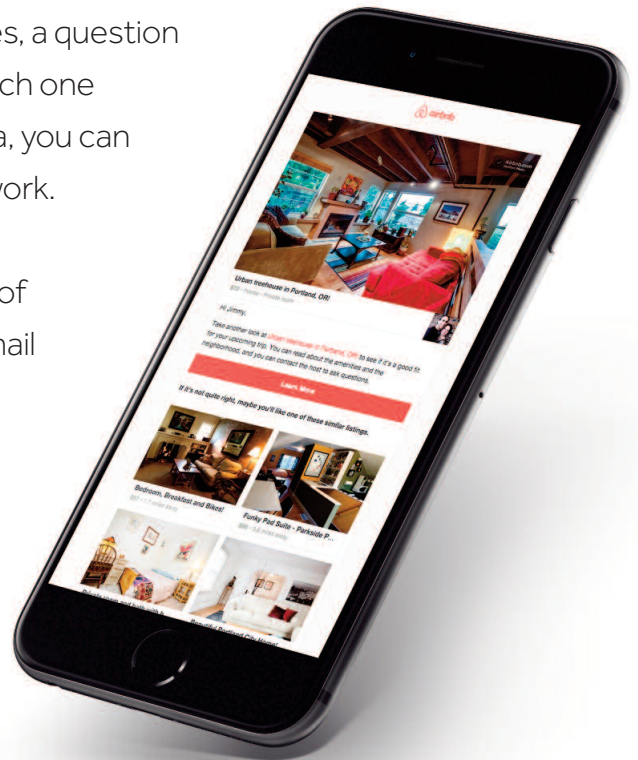 es, a question
ch one
a, you can
work.
of
nail
airbnb
Urban treehouse in Portland, OR!
Hi Jimmy,
Take another look at Urban treehouse in Portland, OR to see if it's a good fit
for your upcoming trip. You can read about the amenities and the
neighborhood, and you can contact the host to ask questions.
Learn More
If it's not quite right, maybe you'll like one of these similar listings.
Bedroom, Breakfast and Bikes!
Funky Pad Suite - Parkside P...
Beautiful Portland City Home!